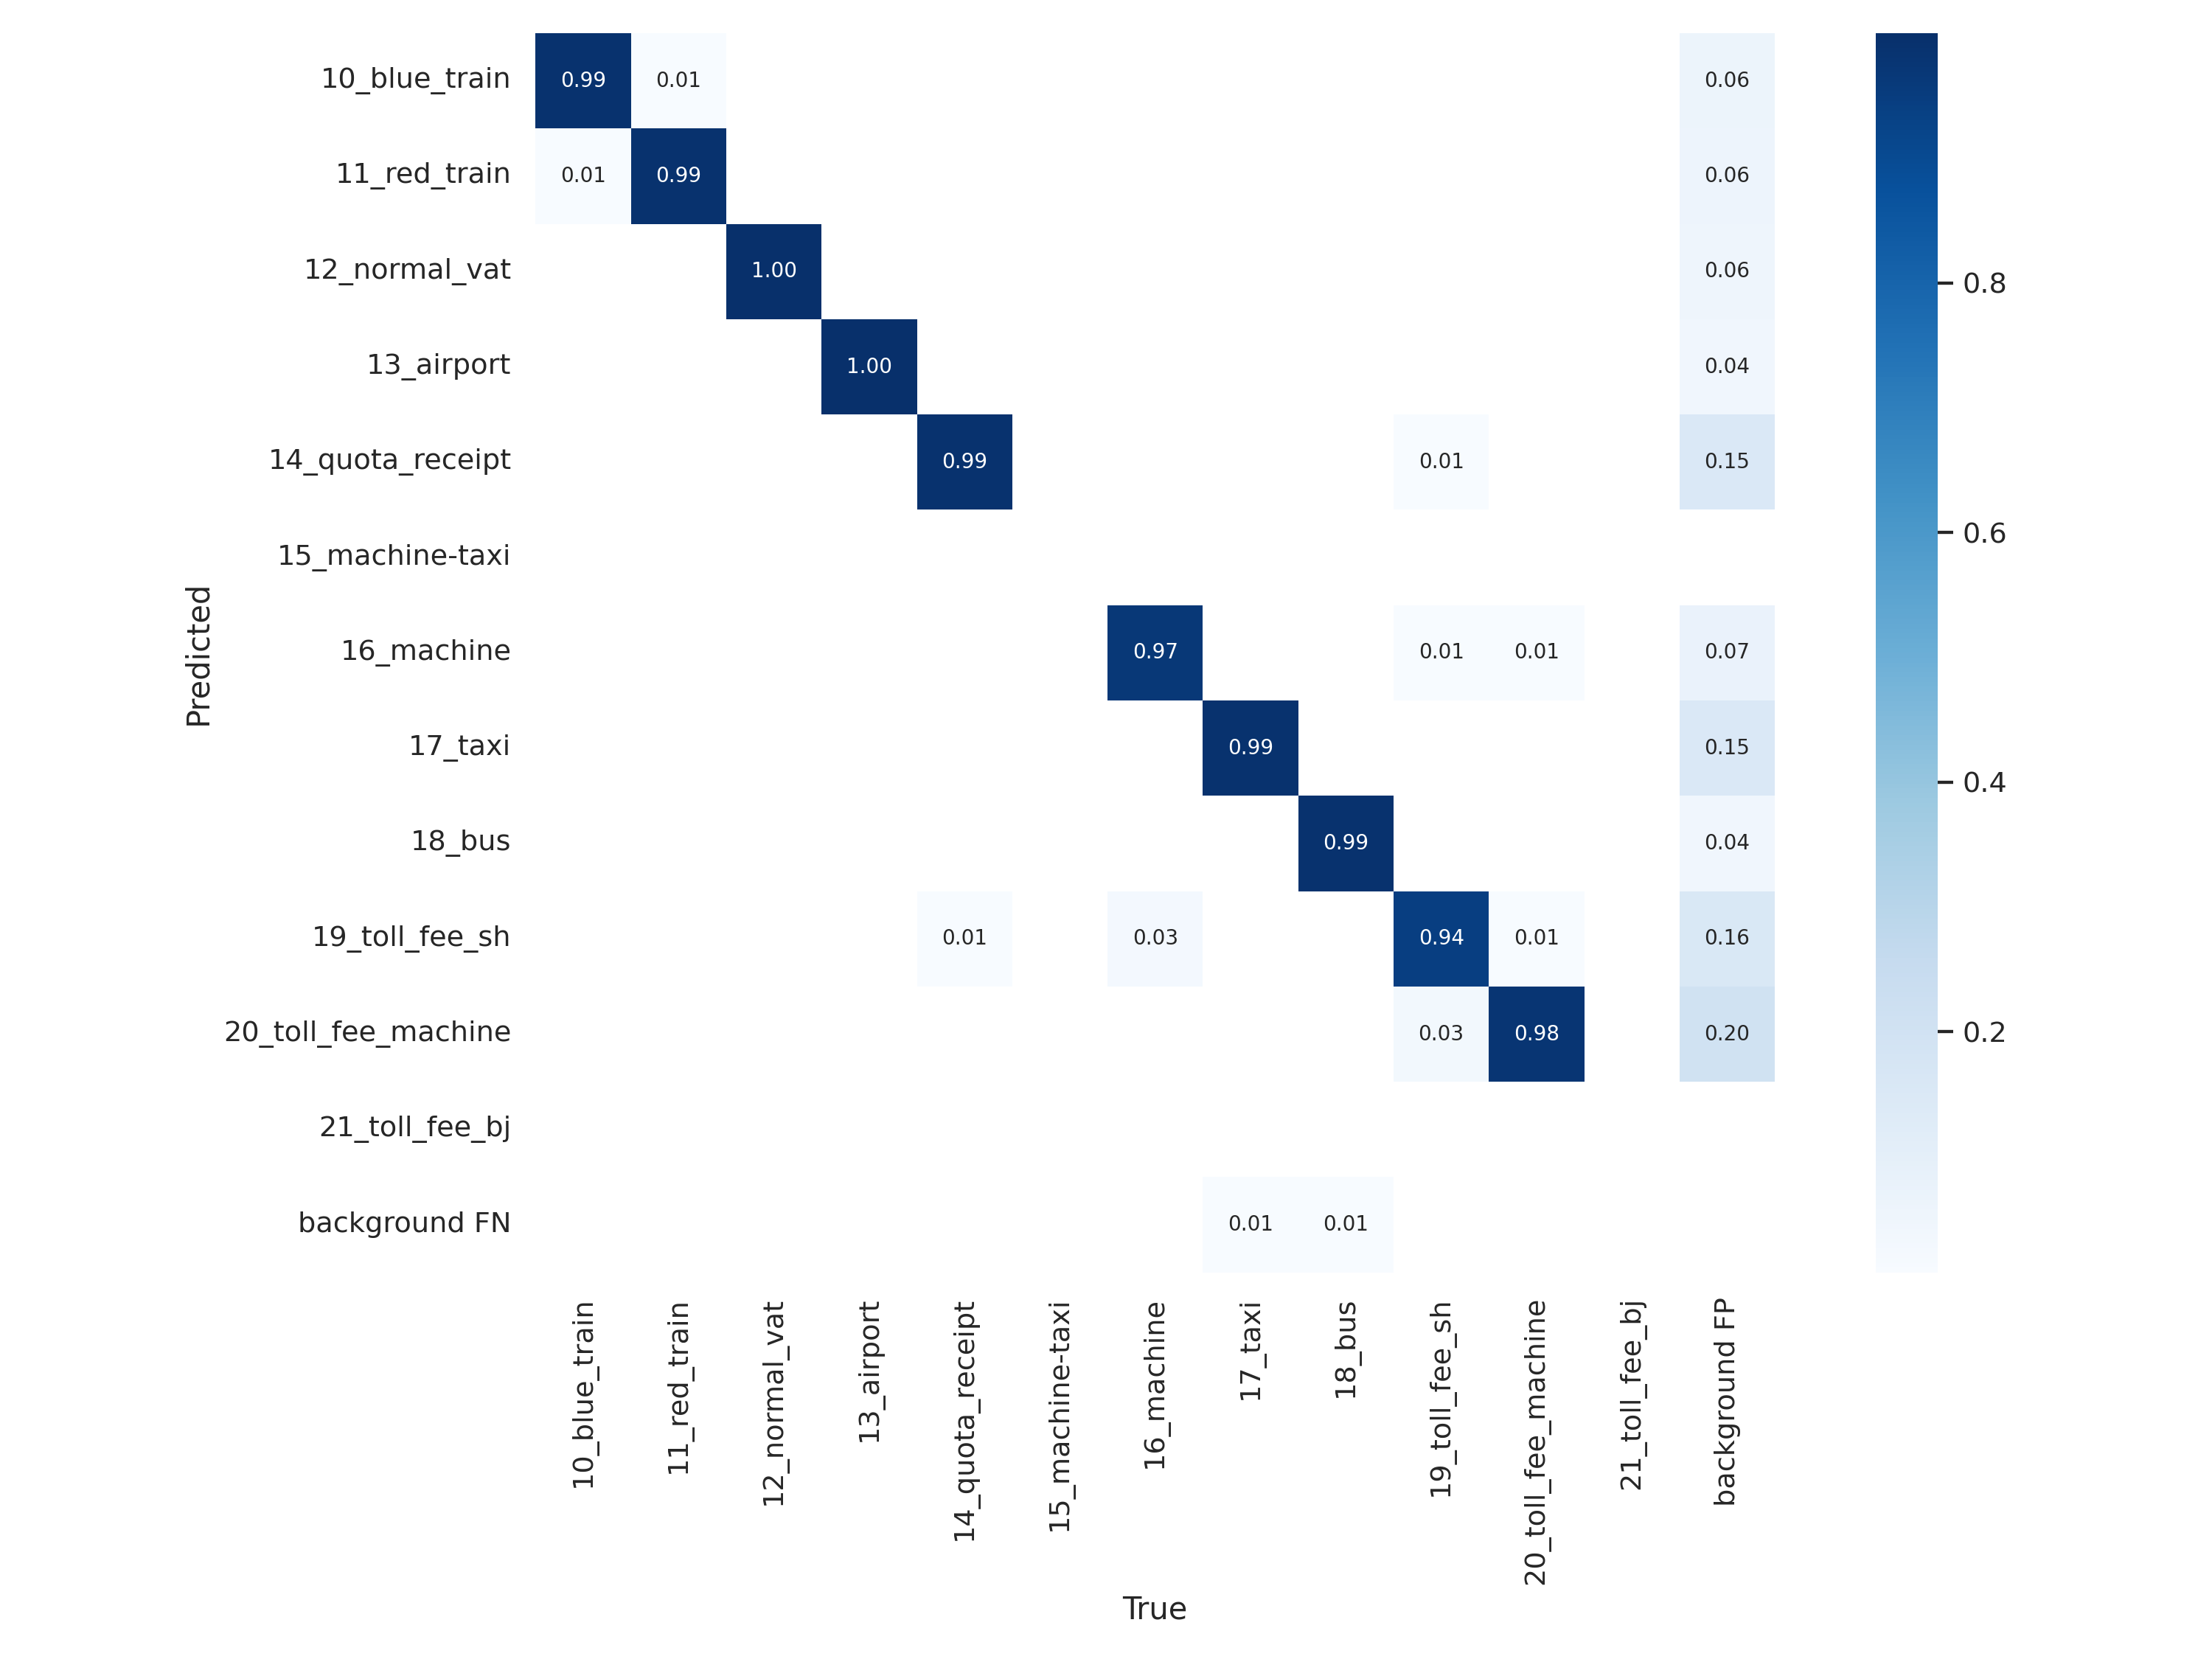 10_blue_train 0.99 0.01 0.06
11_red_train 0.01 0.99 0.06
12_normal_vat 1.00 0.06
0.8
13_airport 1.00 0.04
14_quota_receipt 0.99 0.01 0.15
0.6
15_machine-taxi
16_machine 0.97 0.01 0.01 0.07
Predicted
17_taxi 0.99 0.15
0.4
18_bus 0.99 0.04
19_toll_fee_sh 0.01 0.03 0.94 0.01 0.16
20_toll_fee_machine 0.03 0.98 0.20
0.2
21_toll_fee_bj
background FN 0.01 0.01
10_blue_train
11_red_train
12_normal_vat
13_airport
14_quota_receipt
15_machine-taxi
16_machine
17_taxi
18_bus
19_toll_fee_sh
20_toll_fee_machine
21_toll_fee_bj
background FP
True